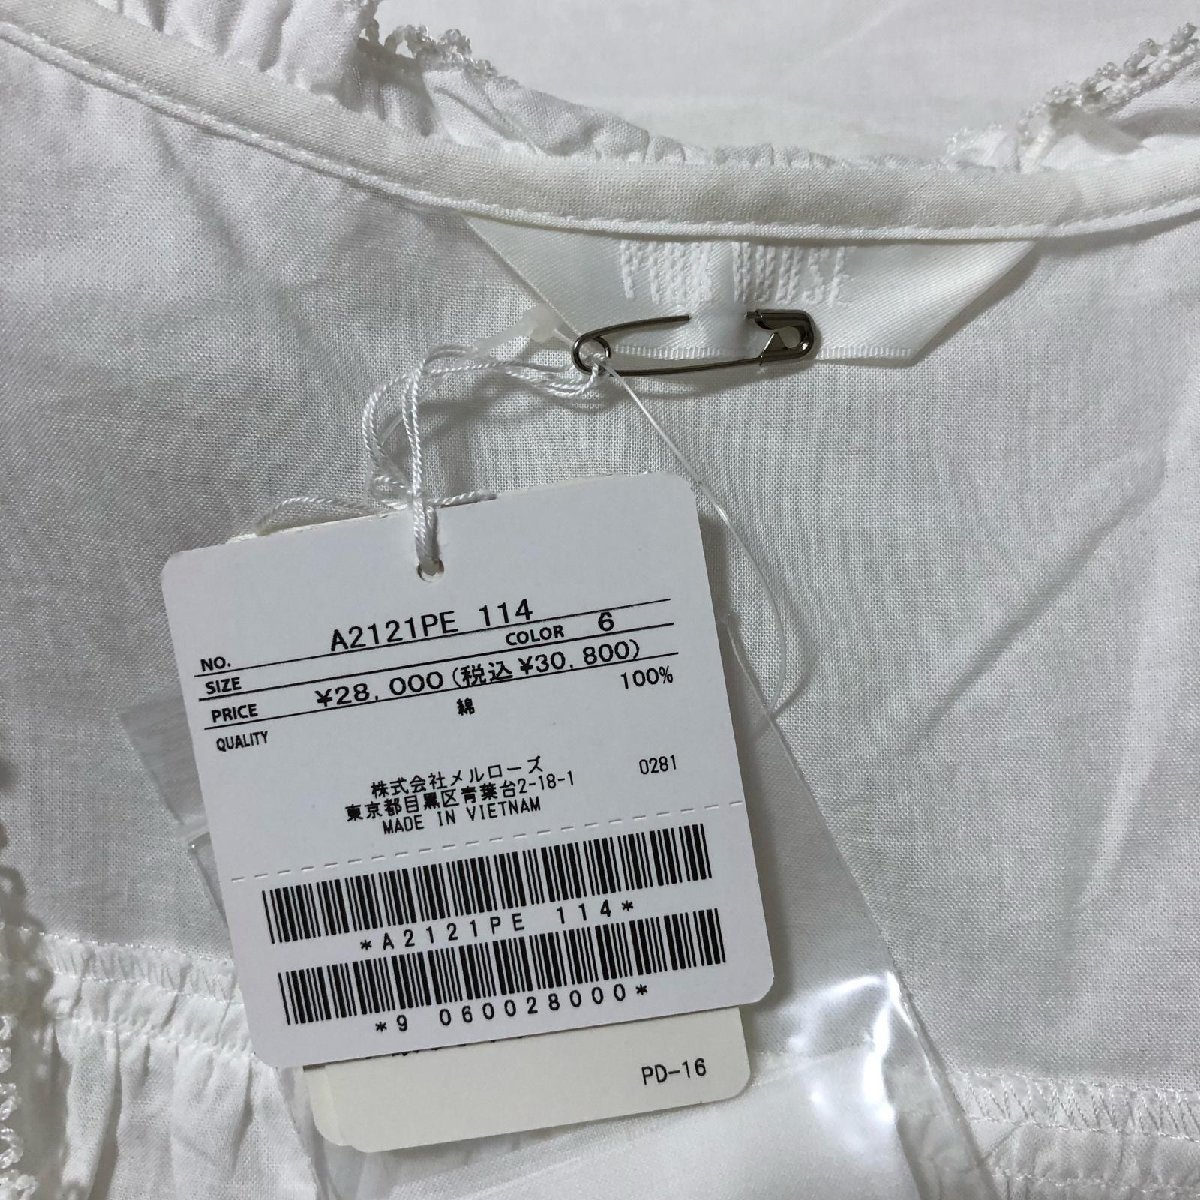 PINK HOUSE
NO. A2121PE 114
SIZE COLOR 6
PRICE ¥28,000(税込¥30,800)
QUALITY 綿 100%
株式会社メルローズ 0281
東京都目黒区青葉台2-18-1
MADE IN VIETNAM
*A2121PE 114*
*9 060028000*
PD-16